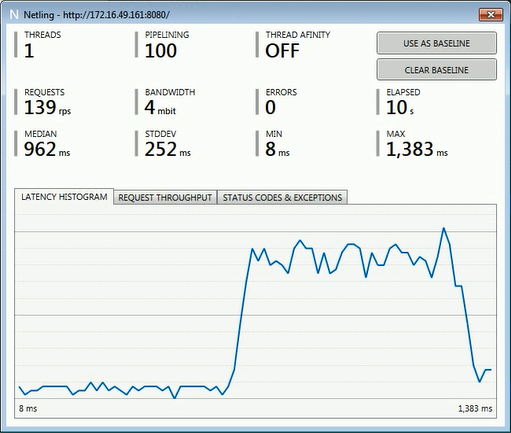 N Netling - http://172.16.49.161:8080/
THREADS PIPELINING THREAD AFINITY
1 100 OFF
USE AS BASELINE
CLEAR BASELINE
REQUESTS BANDWIDTH ERRORS ELAPSED
139 rps 4 mbit 0 10 s
MEDIAN STDDEV MIN MAX
962 ms 252 ms 8 ms 1,383 ms
LATENCY HISTOGRAM REQUEST THROUGHPUT STATUS CODES & EXCEPTIONS
8 ms 1,383 ms